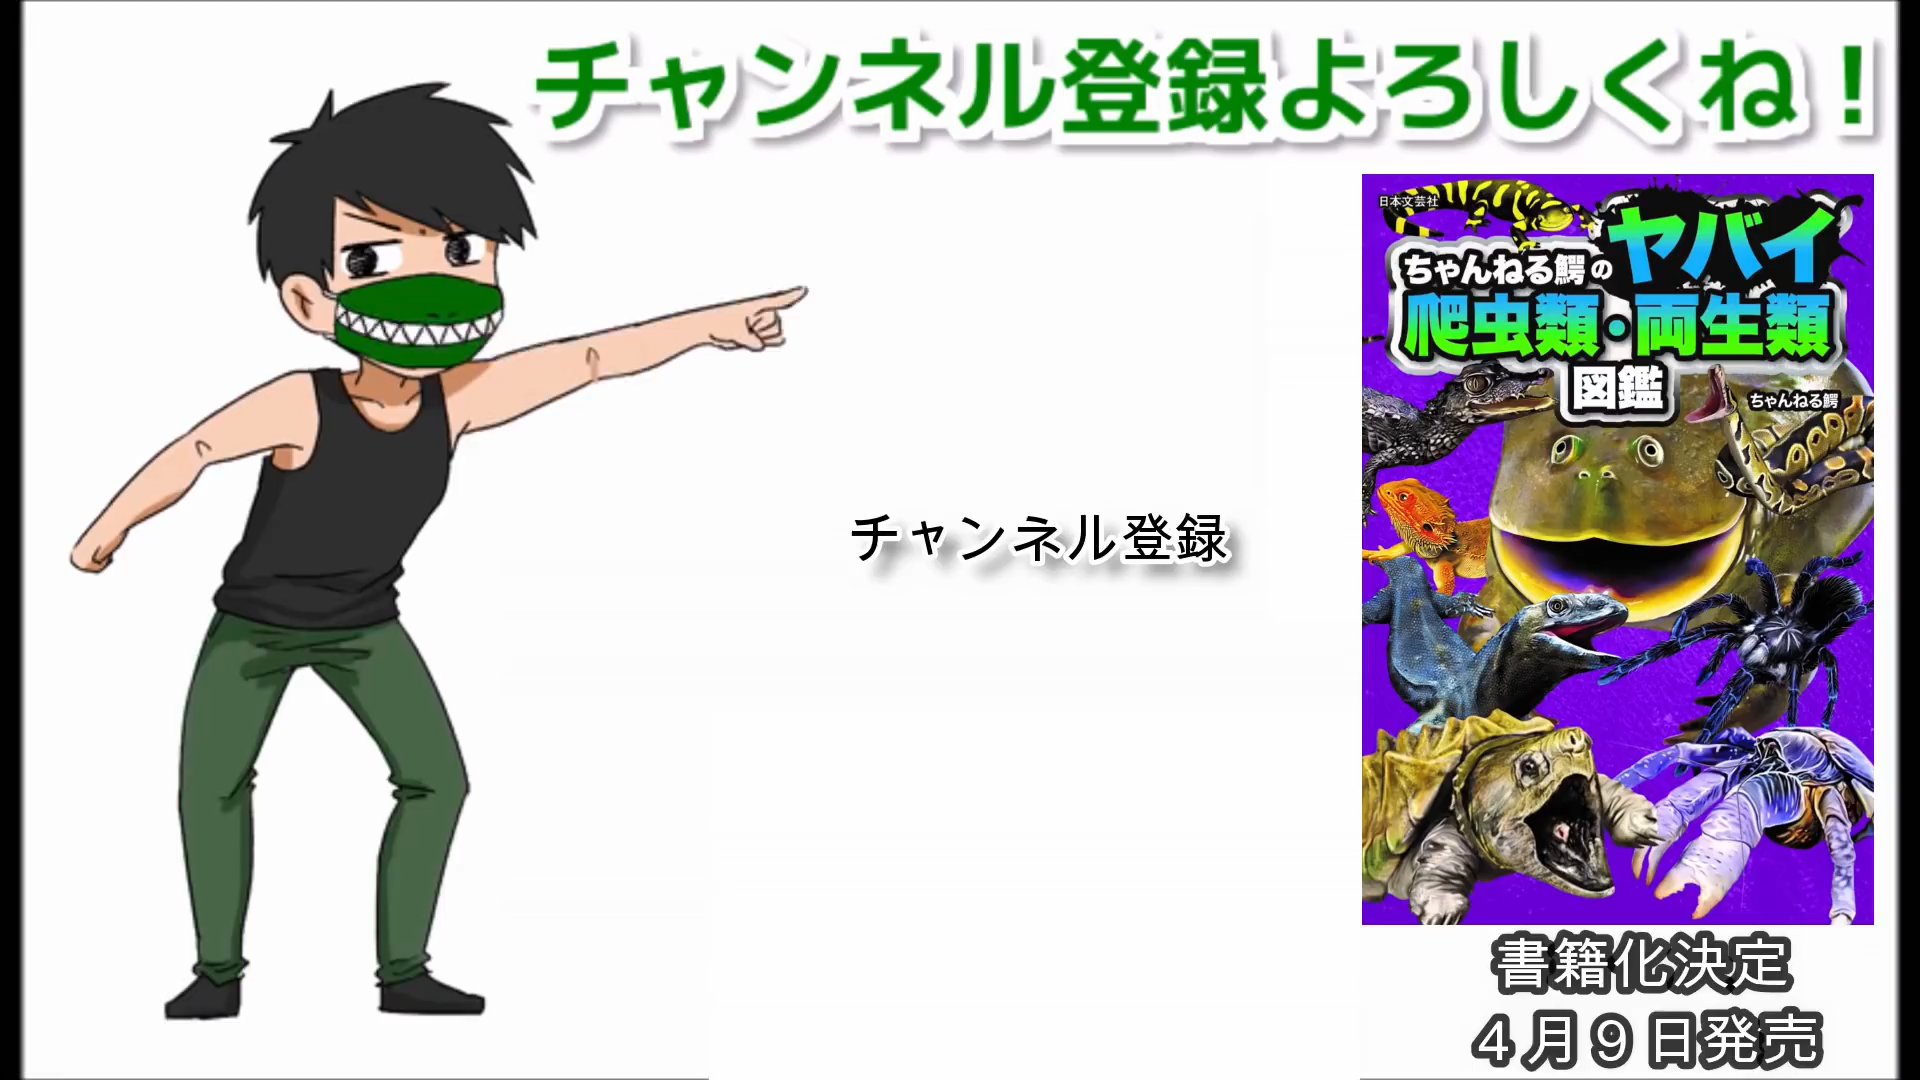 チャンネル登録よろしくね！
日本文芸社
ちゃんねる鰐のヤバイ
爬虫類・両生類
図鑑
ちゃんねる鰐
チャンネル登録
書籍化決定
４月９日発売